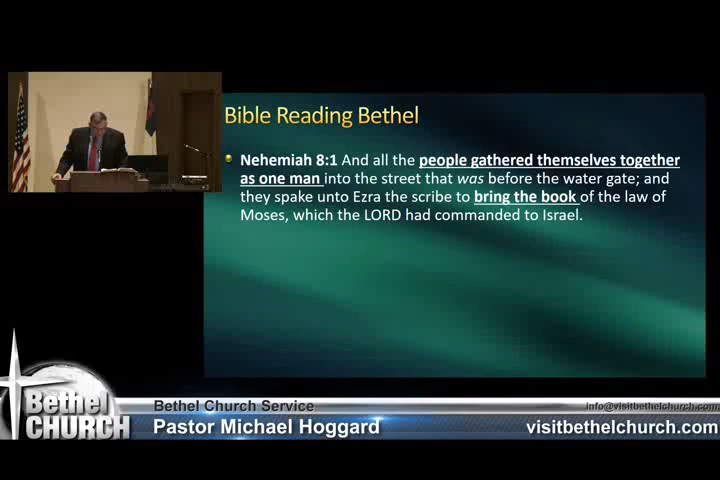 Bible Reading Bethel
Nehemiah 8:1 And all the people gathered themselves together
as one man into the street that was before the water gate; and
they spake unto Ezra the scribe to bring the book of the law of
Moses, which the LORD had commanded to Israel.
Bethel
CHURCH
Bethel Church Service
info@visitbethelchurch.com
Pastor Michael Hoggard
visitbethelchurch.com